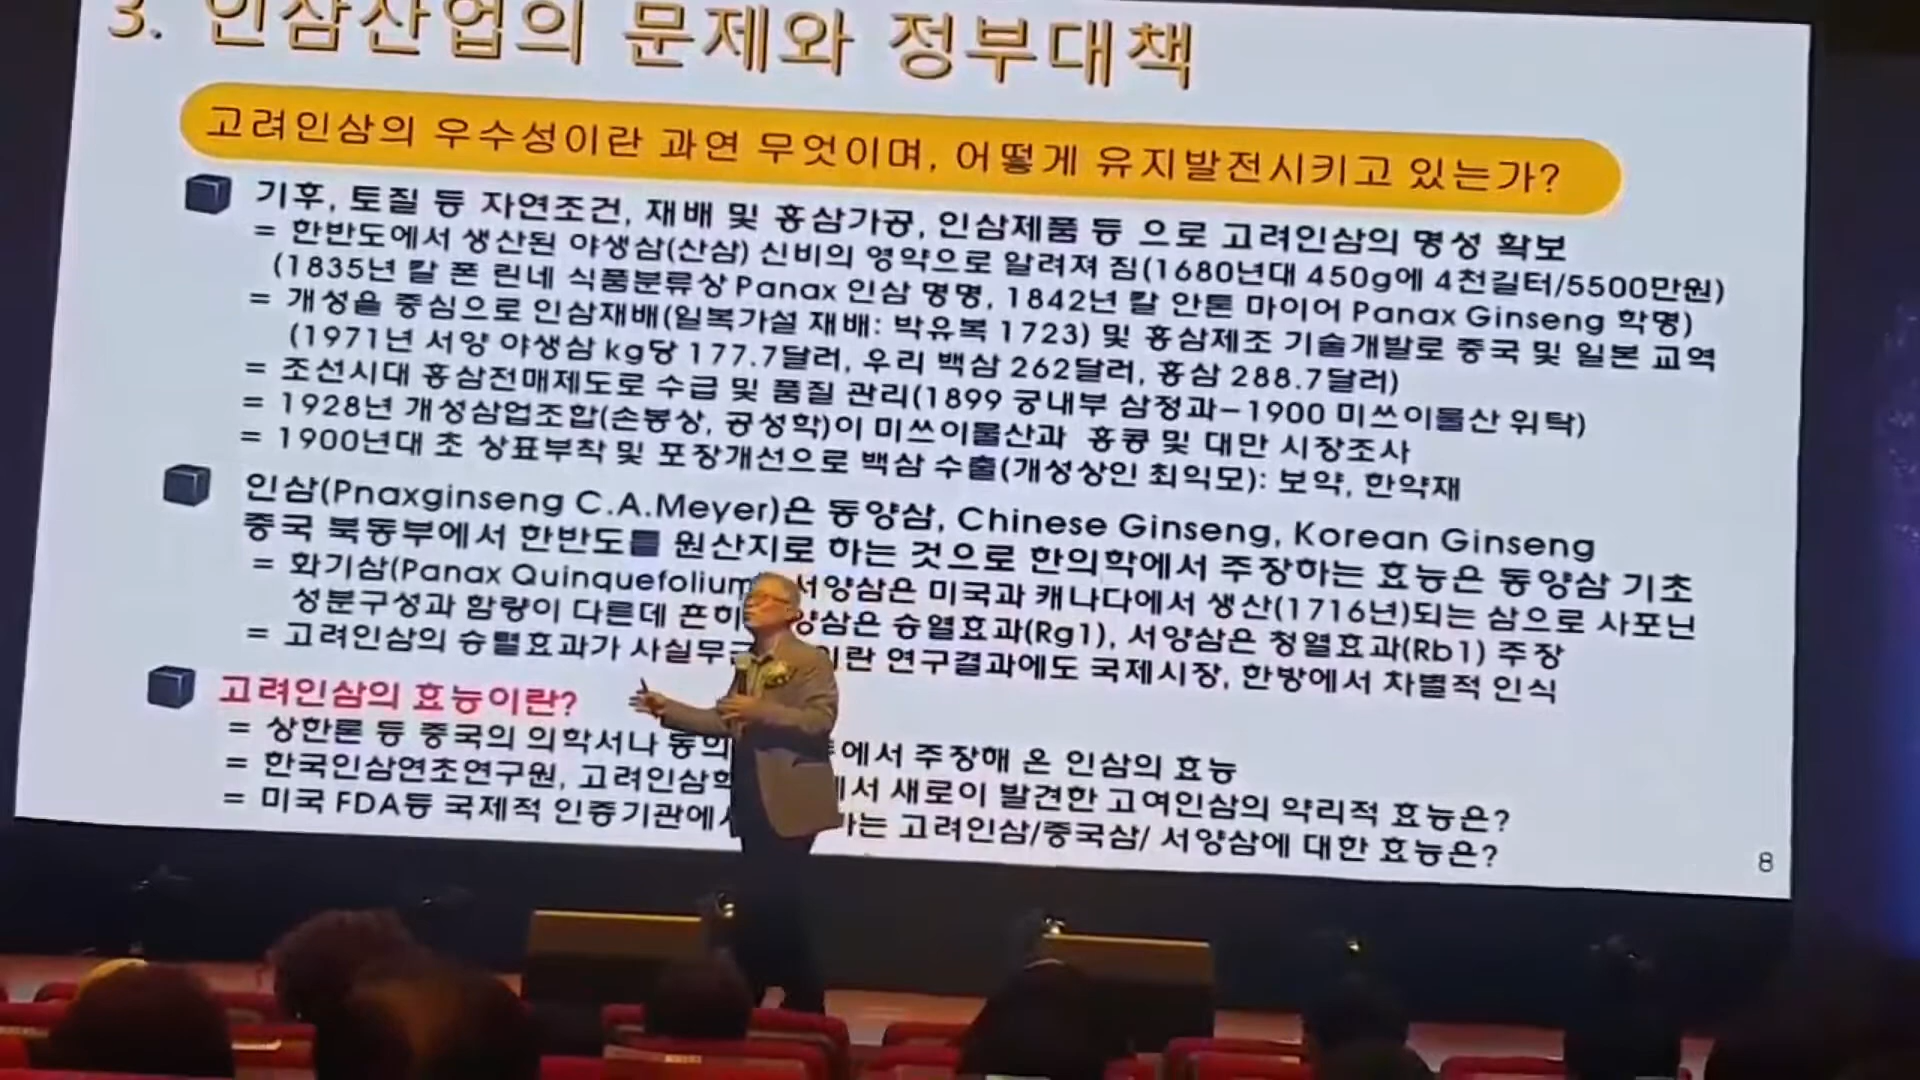 3. 인삼산업의 문제와 정부대책
고려인삼의 우수성이란 과연 무엇이며, 어떻게 유지발전시키고 있는가?
기후, 토질 등 자연조건, 재배 및 홍삼가공, 인삼제품 등 으로 고려인삼의 명성 확보
= 한반도에서 생산된 야생삼(산삼) 신비의 영약으로 알려져 짐(1680년대 450g에 4천길터/5500만원)
(1835년 칼 폰 린네 식품분류상 Panax 인삼 명명, 1842년 칼 안톤 마이어 Panax Ginseng 학명)
= 개성을 중심으로 인삼재배(일복가설 재배: 박유복 1723) 및 홍삼제조 기술개발로 중국 및 일본 교역
(1971년 서양 야생삼 kg당 177.7달러, 우리 백삼 262달러, 홍삼 288.7달러)
= 조선시대 홍삼전매제도로 수급 및 품질 관리(1899 궁내부 삼정과-1900 미쓰이물산 위탁)
= 1928년 개성삼업조합(손봉상, 공성학)이 미쓰이물산과 홍콩 및 대만 시장조사
= 1900년대 초 상표부착 및 포장개선으로 백삼 수출(개성상인 최익모): 보약, 한약재
인삼(Pnaxginseng C.A.Meyer)은 동양삼, Chinese Ginseng, Korean Ginseng
중국 북동부에서 한반도를 원산지로 하는 것으로 한의학에서 주장하는 효능은 동양삼 기초
= 화기삼(Panax Quinquefolium 서양삼은 미국과 캐나다에서 생산(1716년)되는 삼으로 사포닌
성분구성과 함량이 다른데 흔히 양삼은 승열효과(Rg1), 서양삼은 청열효과(Rb1) 주장
= 고려인삼의 승렬효과가 사실무근 이란 연구결과에도 국제시장, 한방에서 차별적 인식
고려인삼의 효능이란?
= 상한론 등 중국의 의학서나 동의 에서 주장해 온 인삼의 효능
= 한국인삼연초연구원, 고려인삼학 에서 새로이 발견한 고여인삼의 약리적 효능은?
= 미국 FDA등 국제적 인증기관에서 하는 고려인삼/중국삼/ 서양삼에 대한 효능은?
8